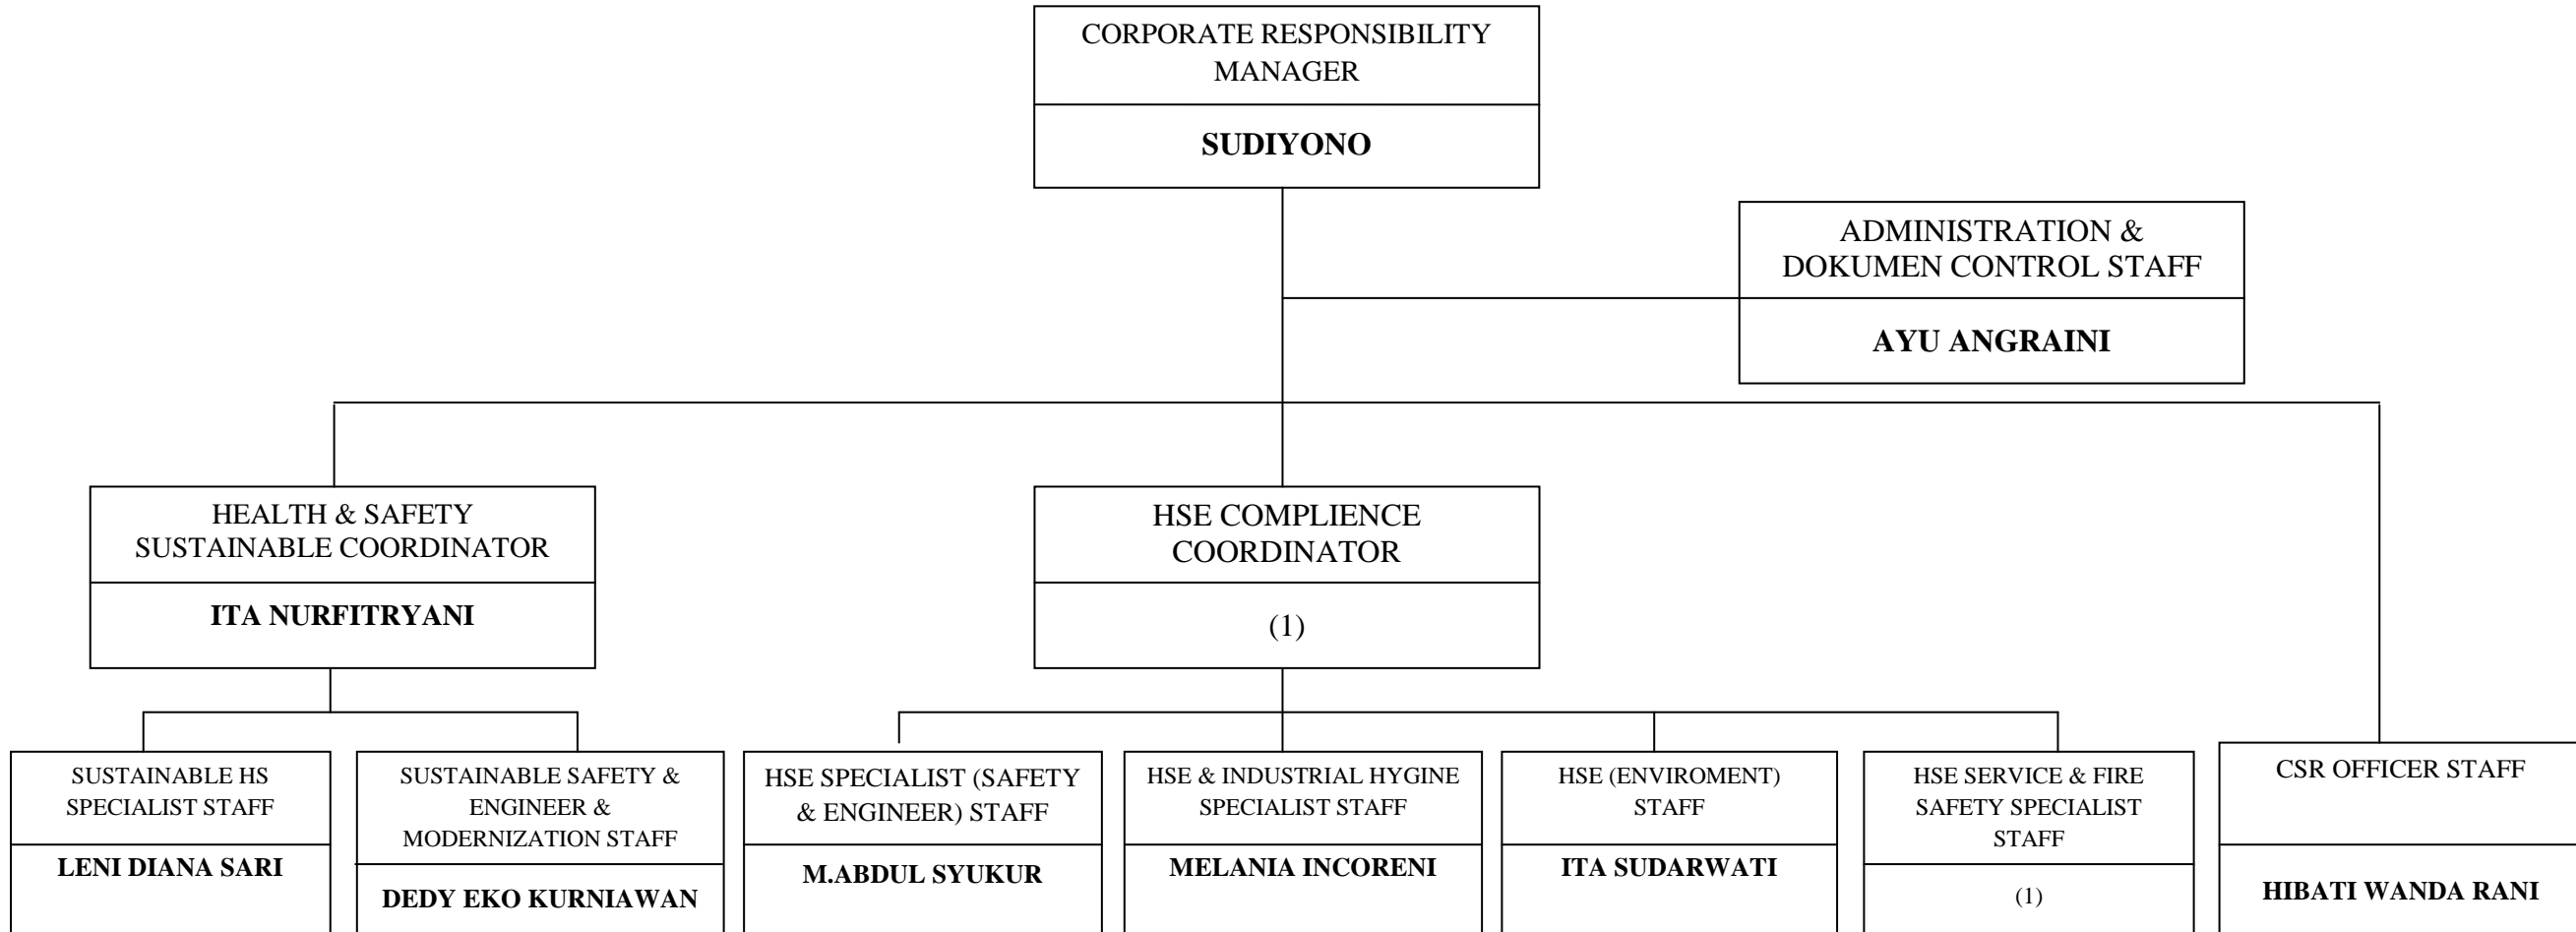 CORPORATE RESPONSIBILITY
MANAGER
SUDIYONO
ADMINISTRATION &
DOKUMEN CONTROL STAFF
AYU ANGRAINI
HEALTH & SAFETY
SUSTAINABLE COORDINATOR
ITA NURFITRYANI
HSE COMPLIENCE
COORDINATOR
(1)
SUSTAINABLE HS
SPECIALIST STAFF
LENI DIANA SARI
SUSTAINABLE SAFETY &
ENGINEER &
MODERNIZATION STAFF
DEDY EKO KURNIAWAN
HSE SPECIALIST (SAFETY
& ENGINEER) STAFF
M.ABDUL SYUKUR
HSE & INDUSTRIAL HYGINE
SPECIALIST STAFF
MELANIA INCORENI
HSE (ENVIROMENT)
STAFF
ITA SUDARWATI
HSE SERVICE & FIRE
SAFETY SPECIALIST
STAFF
(1)
CSR OFFICER STAFF
HIBATI WANDA RANI